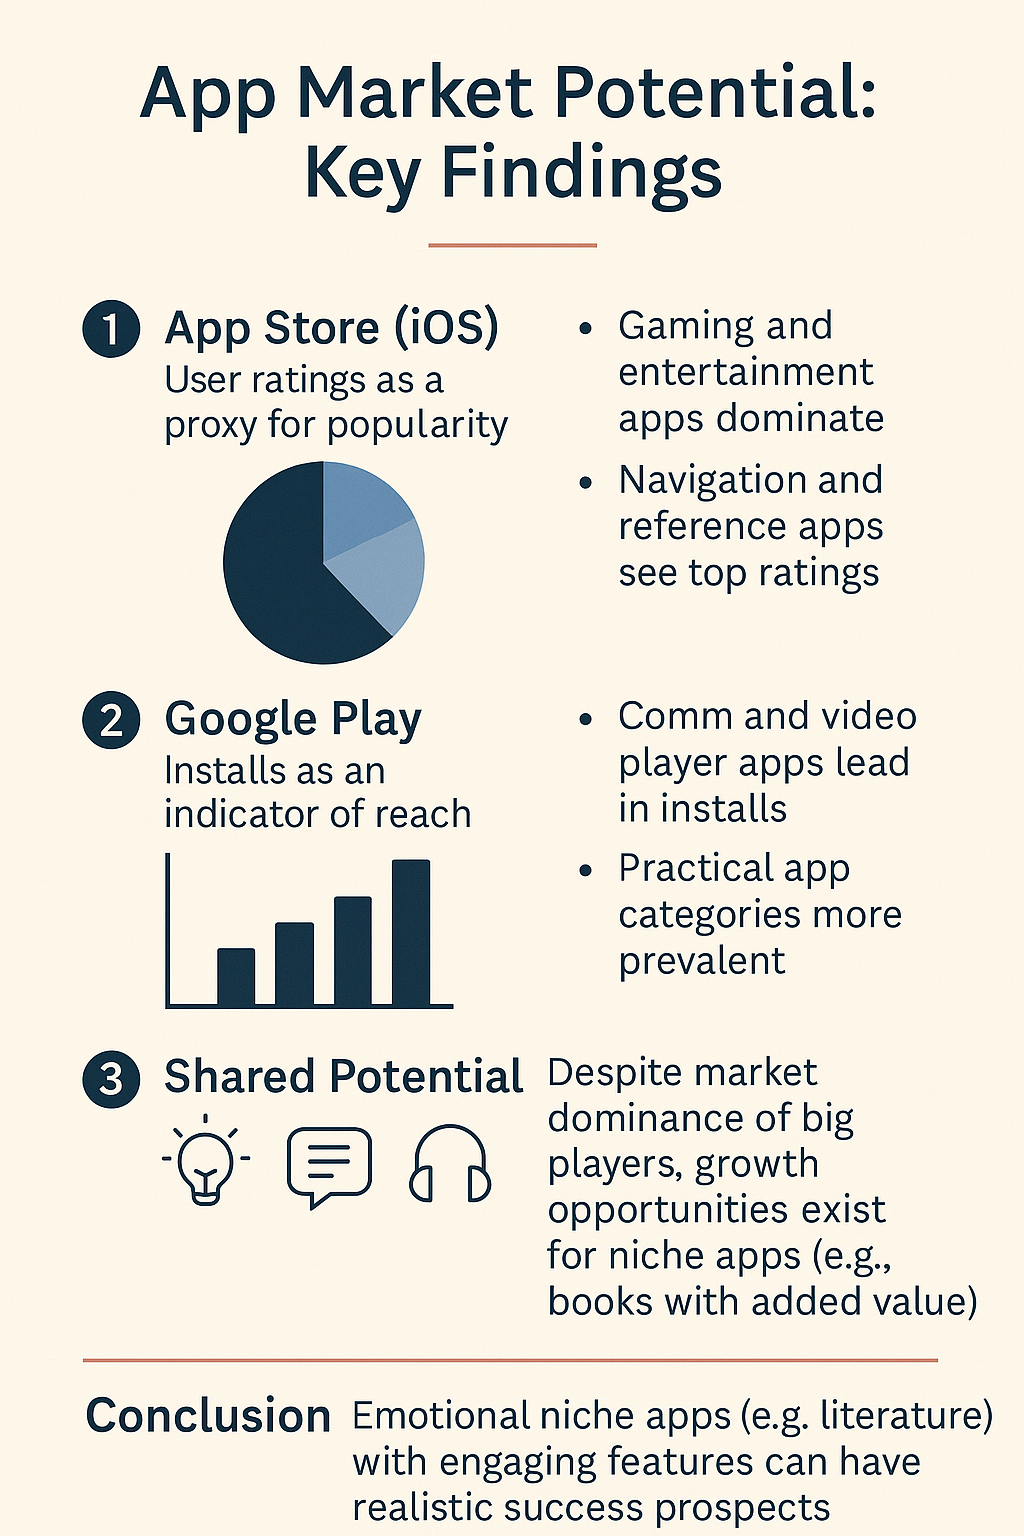 App Market Potential:
Key Findings
1 App Store (iOS)
User ratings as a
proxy for popularity
• Gaming and
entertainment
apps dominate
• Navigation and
reference apps
see top ratings
2 Google Play
Installs as an
indicator of reach
• Comm and video
player apps lead
in installs
• Practical app
categories more
prevalent
3 Shared Potential
Despite market
dominance of big
players, growth
opportunities exist
for niche apps (e.g.,
books with added value)
Conclusion
Emotional niche apps (e.g. literature)
with engaging features can have
realistic success prospects